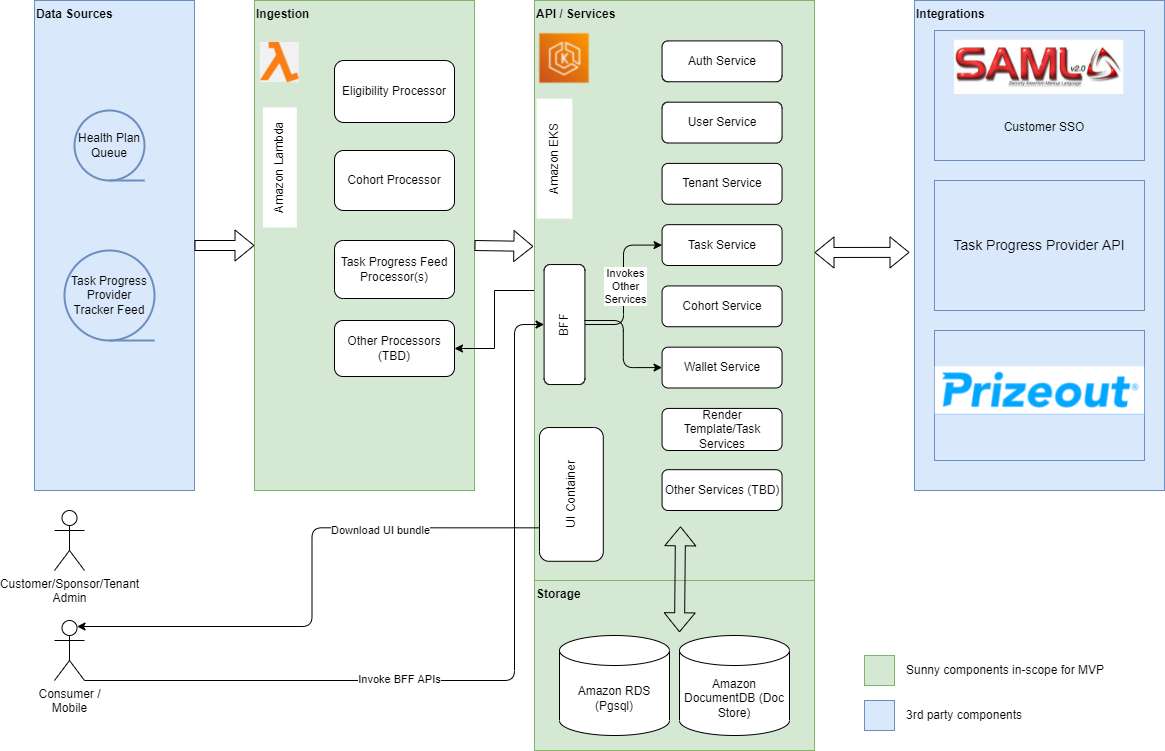 Data Sources
Health Plan
Queue
Task Progress
Provider
Tracker Feed
Ingestion
Amazon Lambda
Eligibility Processor
Cohort Processor
Task Progress Feed
Processor(s)
Other Processors
(TBD)
API / Services
K
Amazon EKS
Auth Service
User Service
Tenant Service
Task Service
Cohort Service
Wallet Service
Render
Template/Task
Services
Other Services (TBD)
BFF
Invokes
Other
Services
UI Container
Storage
Amazon RDS
(Pgsql)
Amazon
DocumentDB (Doc
Store)
Integrations
SAML v2.0
Security Assertion Markup Language
Customer SSO
Task Progress Provider API
Prizeout®
Customer/Sponsor/Tenant
Admin
Consumer /
Mobile
Download UI bundle
Invoke BFF APIs
Sunny components in-scope for MVP
3rd party components